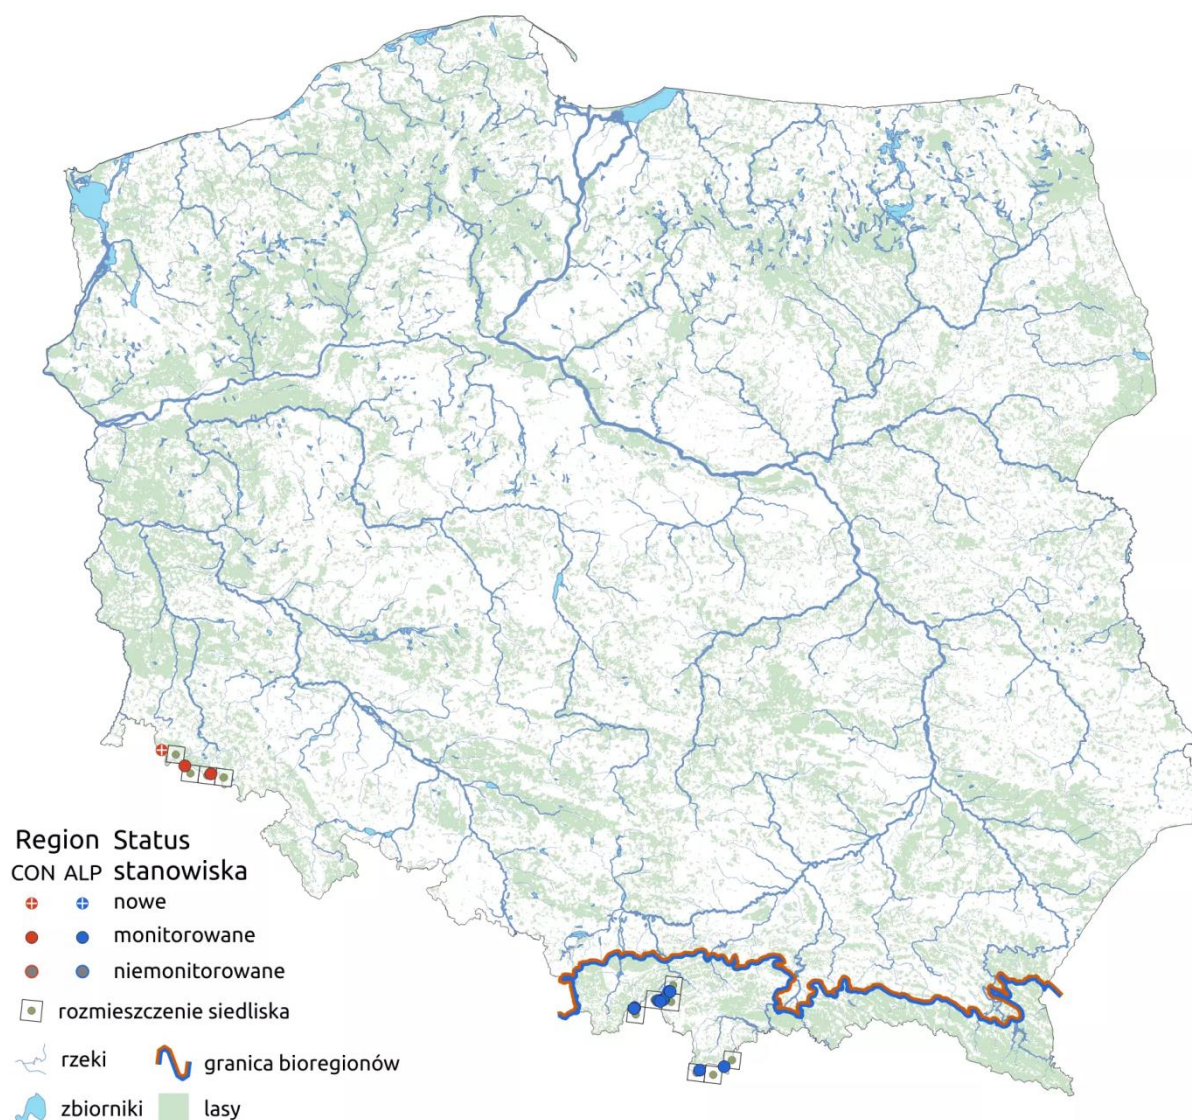 Region Status
CON ALP stanowiska
nowe
monitorowane
niemonitorowane
rozmieszczenie siedliska
rzeki
granica bioregionów
zbiorniki
lasy